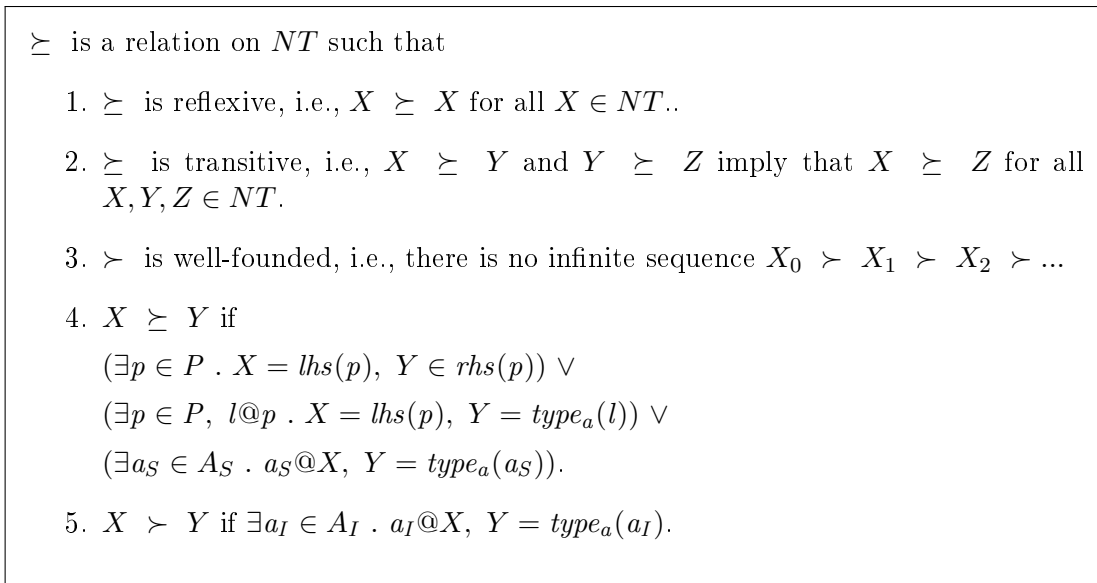 ⪰ is a relation on NT such that
1. ⪰ is reflexive, i.e., X ⪰ X for all X ∈ NT..
2. ⪰ is transitive, i.e., X ⪰ Y and Y ⪰ Z imply that X ⪰ Z for all
X, Y, Z ∈ NT.
3. ≻ is well-founded, i.e., there is no infinite sequence X₀ ≻ X₁ ≻ X₂ ≻ ...
4. X ⪰ Y if
(∃p ∈ P . X = lhs(p), Y ∈ rhs(p)) ∨
(∃p ∈ P, l@p . X = lhs(p), Y = typeₐ(l)) ∨
(∃a_S ∈ A_S . a_S@X, Y = typeₐ(a_S)).
5. X ≻ Y if ∃a_I ∈ A_I . a_I@X, Y = typeₐ(a_I).